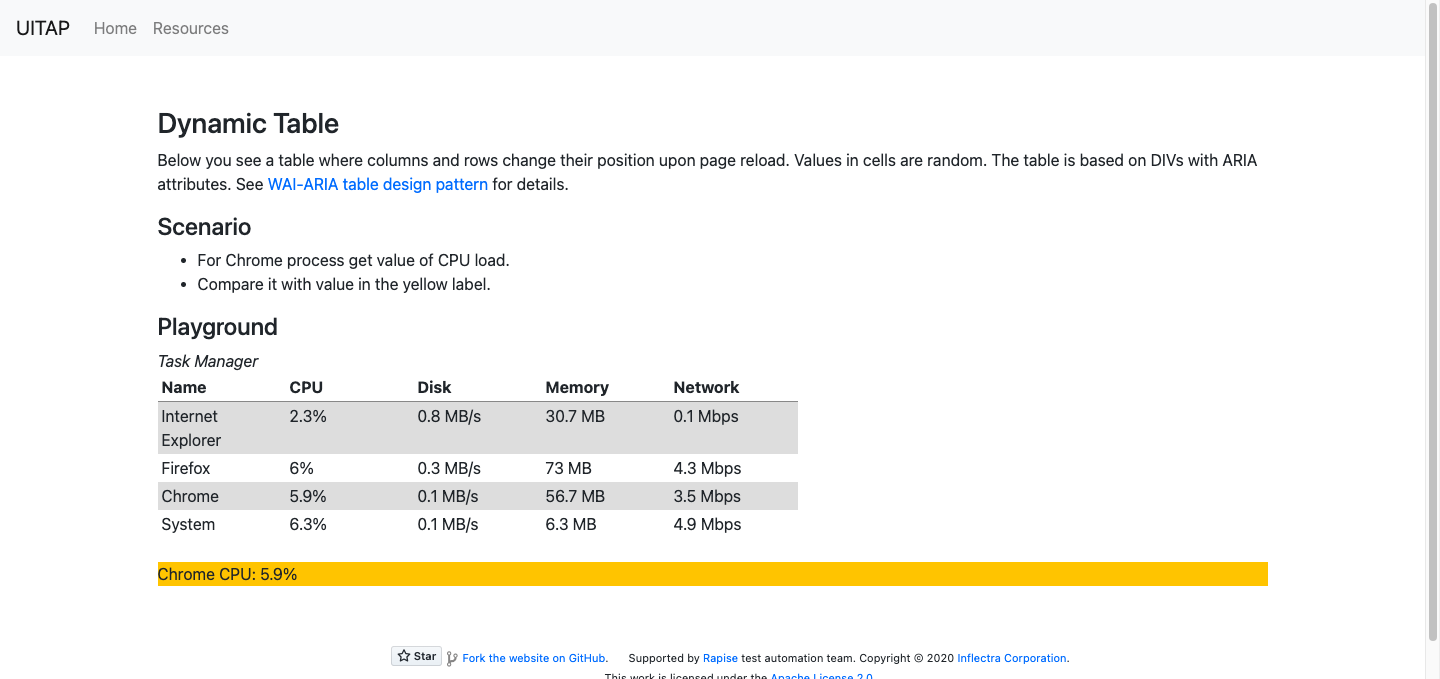 UITAP Home Resources
Dynamic Table
Below you see a table where columns and rows change their position upon page reload. Values in cells are random. The table is based on DIVs with ARIA
attributes. See WAI-ARIA table design pattern for details.
Scenario
• For Chrome process get value of CPU load.
• Compare it with value in the yellow label.
Playground
Task Manager
Name CPU Disk Memory Network
Internet Explorer 2.3% 0.8 MB/s 30.7 MB 0.1 Mbps
Firefox 6% 0.3 MB/s 73 MB 4.3 Mbps
Chrome 5.9% 0.1 MB/s 56.7 MB 3.5 Mbps
System 6.3% 0.1 MB/s 6.3 MB 4.9 Mbps
Chrome CPU: 5.9%
Star Fork the website on GitHub. Supported by Rapise test automation team. Copyright © 2020 Inflectra Corporation.
This work is licensed under the Apache License 2.0